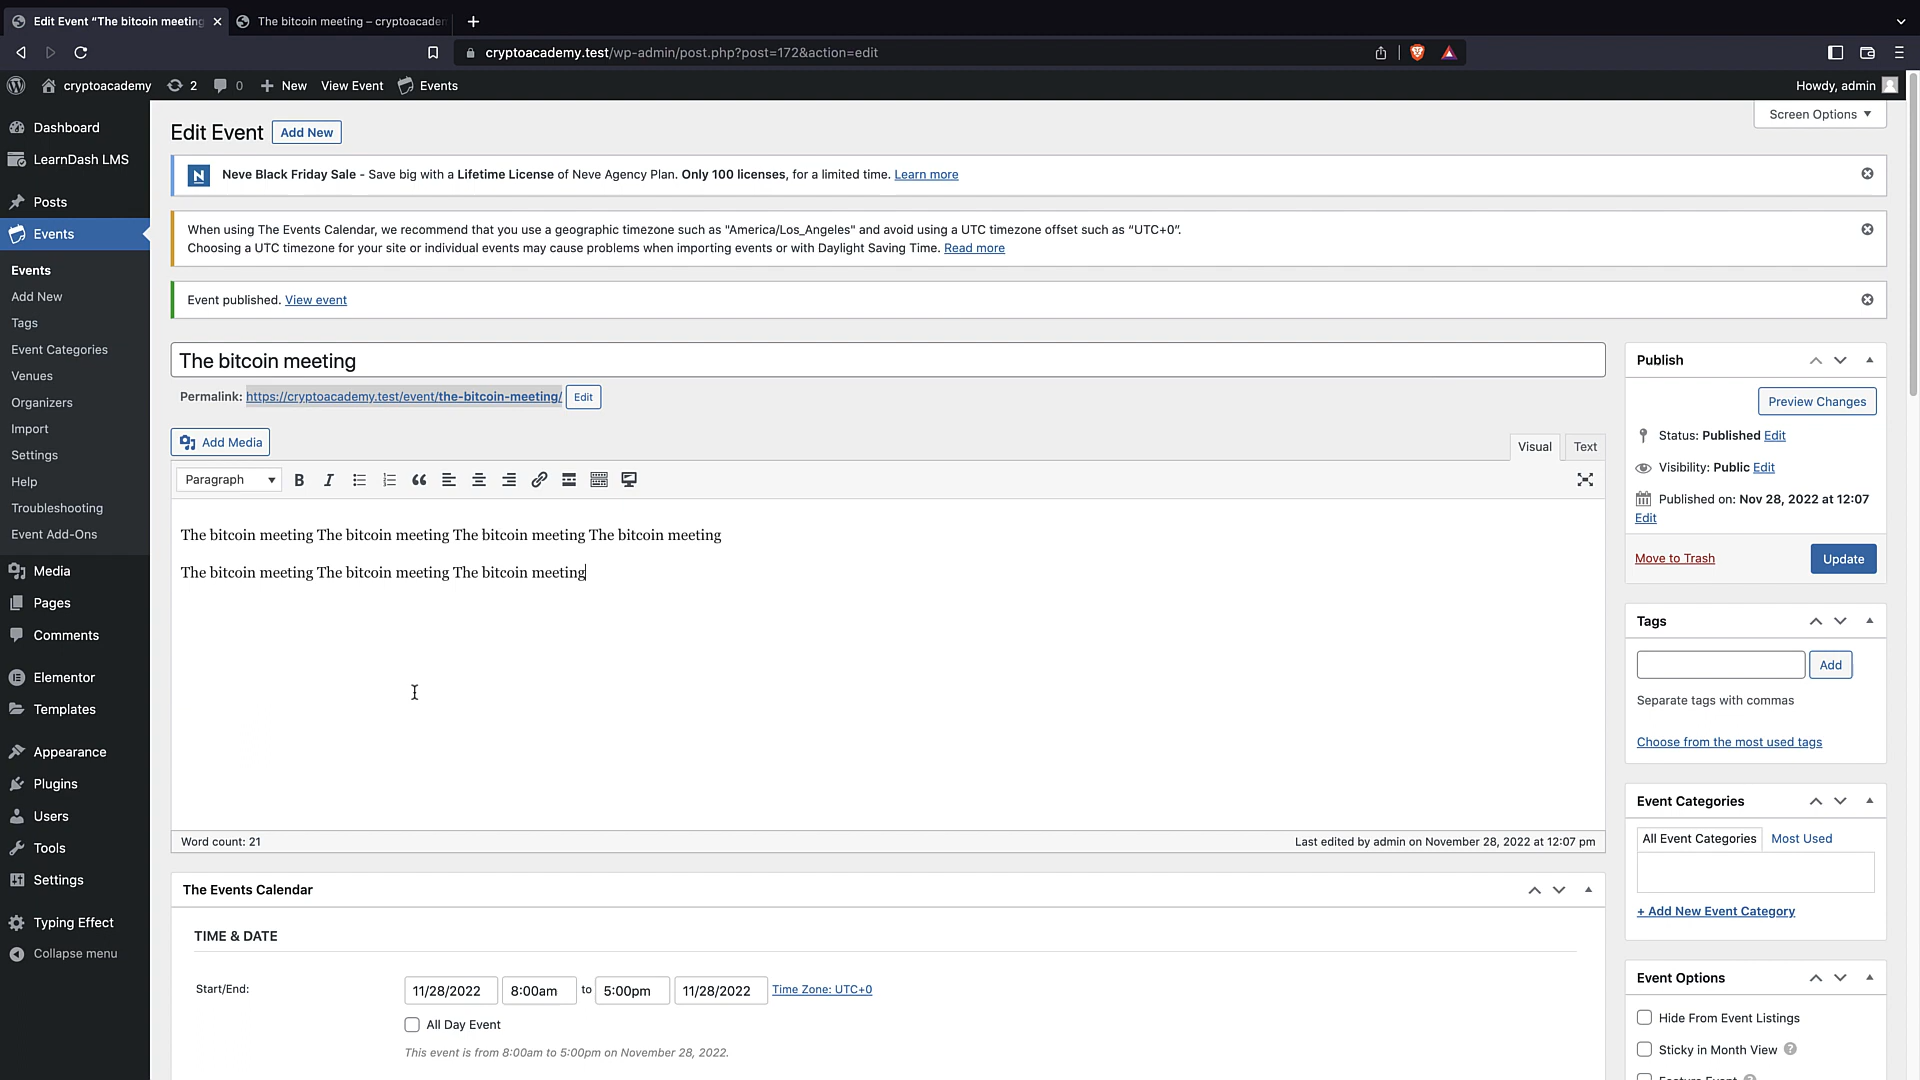 Edit Event “The bitcoin meeting
The bitcoin meeting – cryptoacadem
cryptoacademy.test/wp-admin/post.php?post=172&action=edit
cryptoacademy
2
0
New
View Event
Events
Howdy, admin
Screen Options
Dashboard
LearnDash LMS
Posts
Events
Events
Add New
Tags
Event Categories
Venues
Organizers
Import
Settings
Help
Troubleshooting
Event Add-Ons
Media
Pages
Comments
Elementor
Templates
Appearance
Plugins
Users
Tools
Settings
Typing Effect
Collapse menu
Edit Event
Add New
N
Neve Black Friday Sale - Save big with a Lifetime License of Neve Agency Plan. Only 100 licenses, for a limited time. Learn more
When using The Events Calendar, we recommend that you use a geographic timezone such as "America/Los_Angeles" and avoid using a UTC timezone offset such as “UTC+0”.
Choosing a UTC timezone for your site or individual events may cause problems when importing events or with Daylight Saving Time. Read more
Event published. View event
The bitcoin meeting
Permalink: https://cryptoacademy.test/event/the-bitcoin-meeting/
Edit
Add Media
Visual
Text
Paragraph
B
I
The bitcoin meeting The bitcoin meeting The bitcoin meeting The bitcoin meeting
The bitcoin meeting The bitcoin meeting The bitcoin meeting
Word count: 21
Last edited by admin on November 28, 2022 at 12:07 pm
The Events Calendar
TIME & DATE
Start/End:
11/28/2022
8:00am
to
5:00pm
11/28/2022
Time Zone: UTC+0
All Day Event
This event is from 8:00am to 5:00pm on November 28, 2022.
Publish
Preview Changes
Status: Published Edit
Visibility: Public Edit
Published on: Nov 28, 2022 at 12:07
Edit
Move to Trash
Update
Tags
Add
Separate tags with commas
Choose from the most used tags
Event Categories
All Event Categories
Most Used
+ Add New Event Category
Event Options
Hide From Event Listings
Sticky in Month View